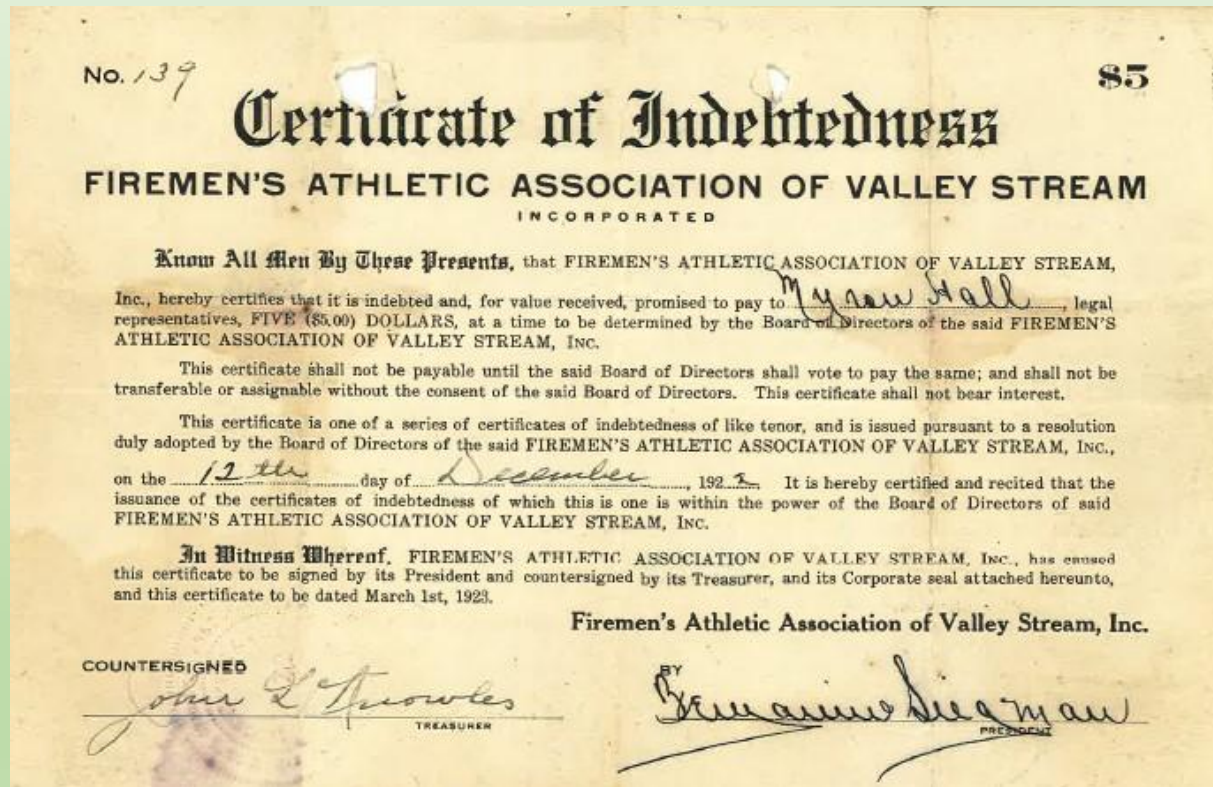 No. 139
$5
Certificate of Indebtedness
FIREMEN'S ATHLETIC ASSOCIATION OF VALLEY STREAM
INCORPORATED
Know All Men By These Presents, that FIREMEN'S ATHLETIC ASSOCIATION OF VALLEY STREAM,
Inc., hereby certifies that it is indebted and, for value received, promised to pay to Myron Hall, legal
representatives, FIVE ($5.00) DOLLARS, at a time to be determined by the Board of Directors of the said FIREMEN'S
ATHLETIC ASSOCIATION OF VALLEY STREAM, INC.
This certificate shall not be payable until the said Board of Directors shall vote to pay the same; and shall not be
transferable or assignable without the consent of the said Board of Directors. This certificate shall not bear interest.
This certificate is one of a series of certificates of indebtedness of like tenor, and is issued pursuant to a resolution
duly adopted by the Board of Directors of the said FIREMEN'S ATHLETIC ASSOCIATION OF VALLEY STREAM, INC.,
on the 12th day of December, 1922. It is hereby certified and recited that the
issuance of the certificates of indebtedness of which this is one is within the power of the Board of Directors of said
FIREMEN'S ATHLETIC ASSOCIATION OF VALLEY STREAM, INC.
In Witness Whereof, FIREMEN'S ATHLETIC ASSOCIATION OF VALLEY STREAM, INC., has caused
this certificate to be signed by its President and countersigned by its Treasurer, and its Corporate seal attached hereunto,
and this certificate to be dated March 1st, 1923.
Firemen's Athletic Association of Valley Stream, Inc.
COUNTERSIGNED
John L Knowles
TREASURER
BY
Benjamin Siegman
PRESIDENT